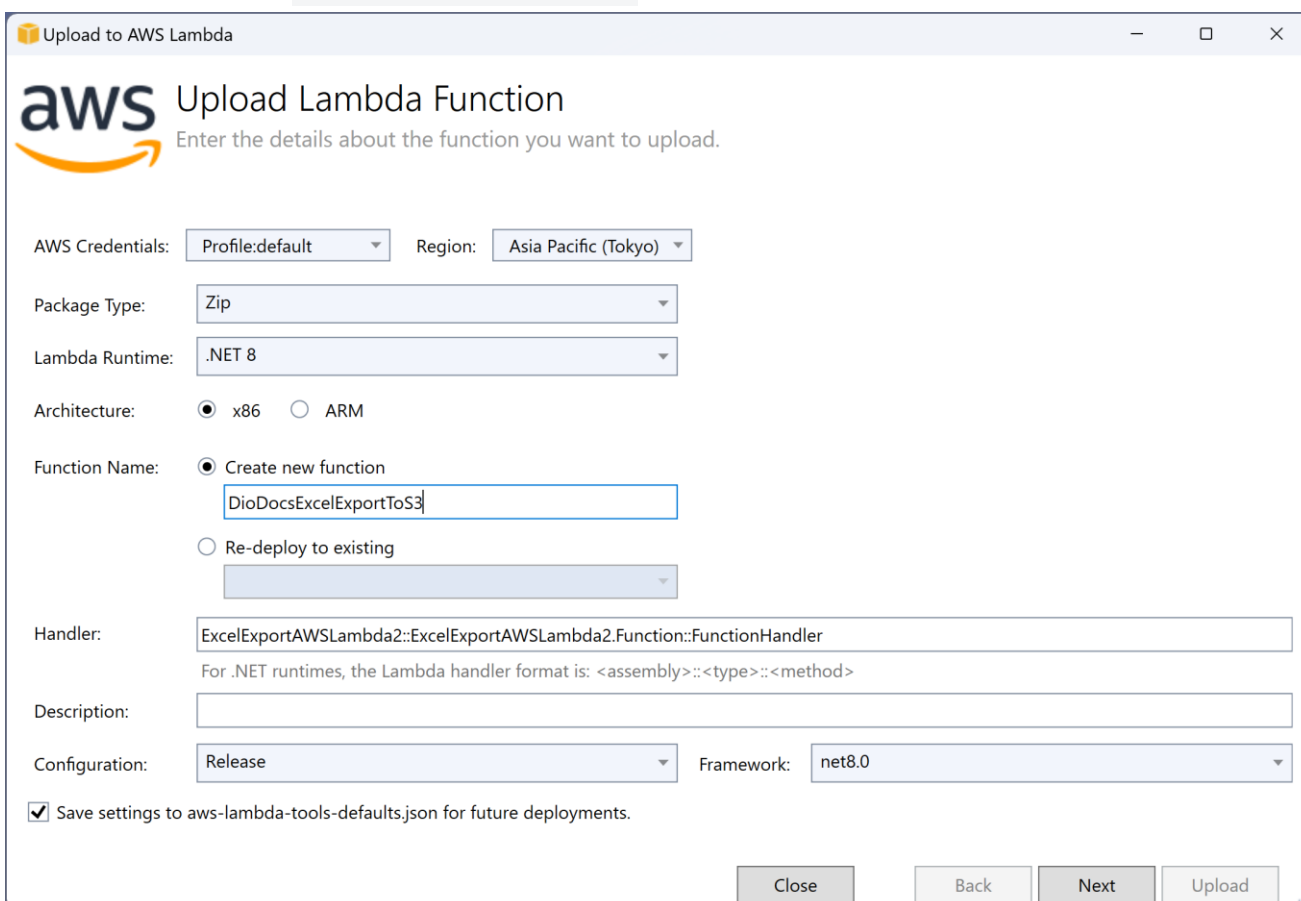 Upload to AWS Lambda
aws
Upload Lambda Function
Enter the details about the function you want to upload.
AWS Credentials: Profile:default Region: Asia Pacific (Tokyo)
Package Type: Zip
Lambda Runtime: .NET 8
Architecture: x86 ARM
Function Name: Create new function
DioDocsExcelExportToS3
Re-deploy to existing
Handler: ExcelExportAWSLambda2::ExcelExportAWSLambda2.Function::FunctionHandler
For .NET runtimes, the Lambda handler format is: <assembly>::<type>::<method>
Description:
Configuration: Release Framework: net8.0
Save settings to aws-lambda-tools-defaults.json for future deployments.
Close Back Next Upload